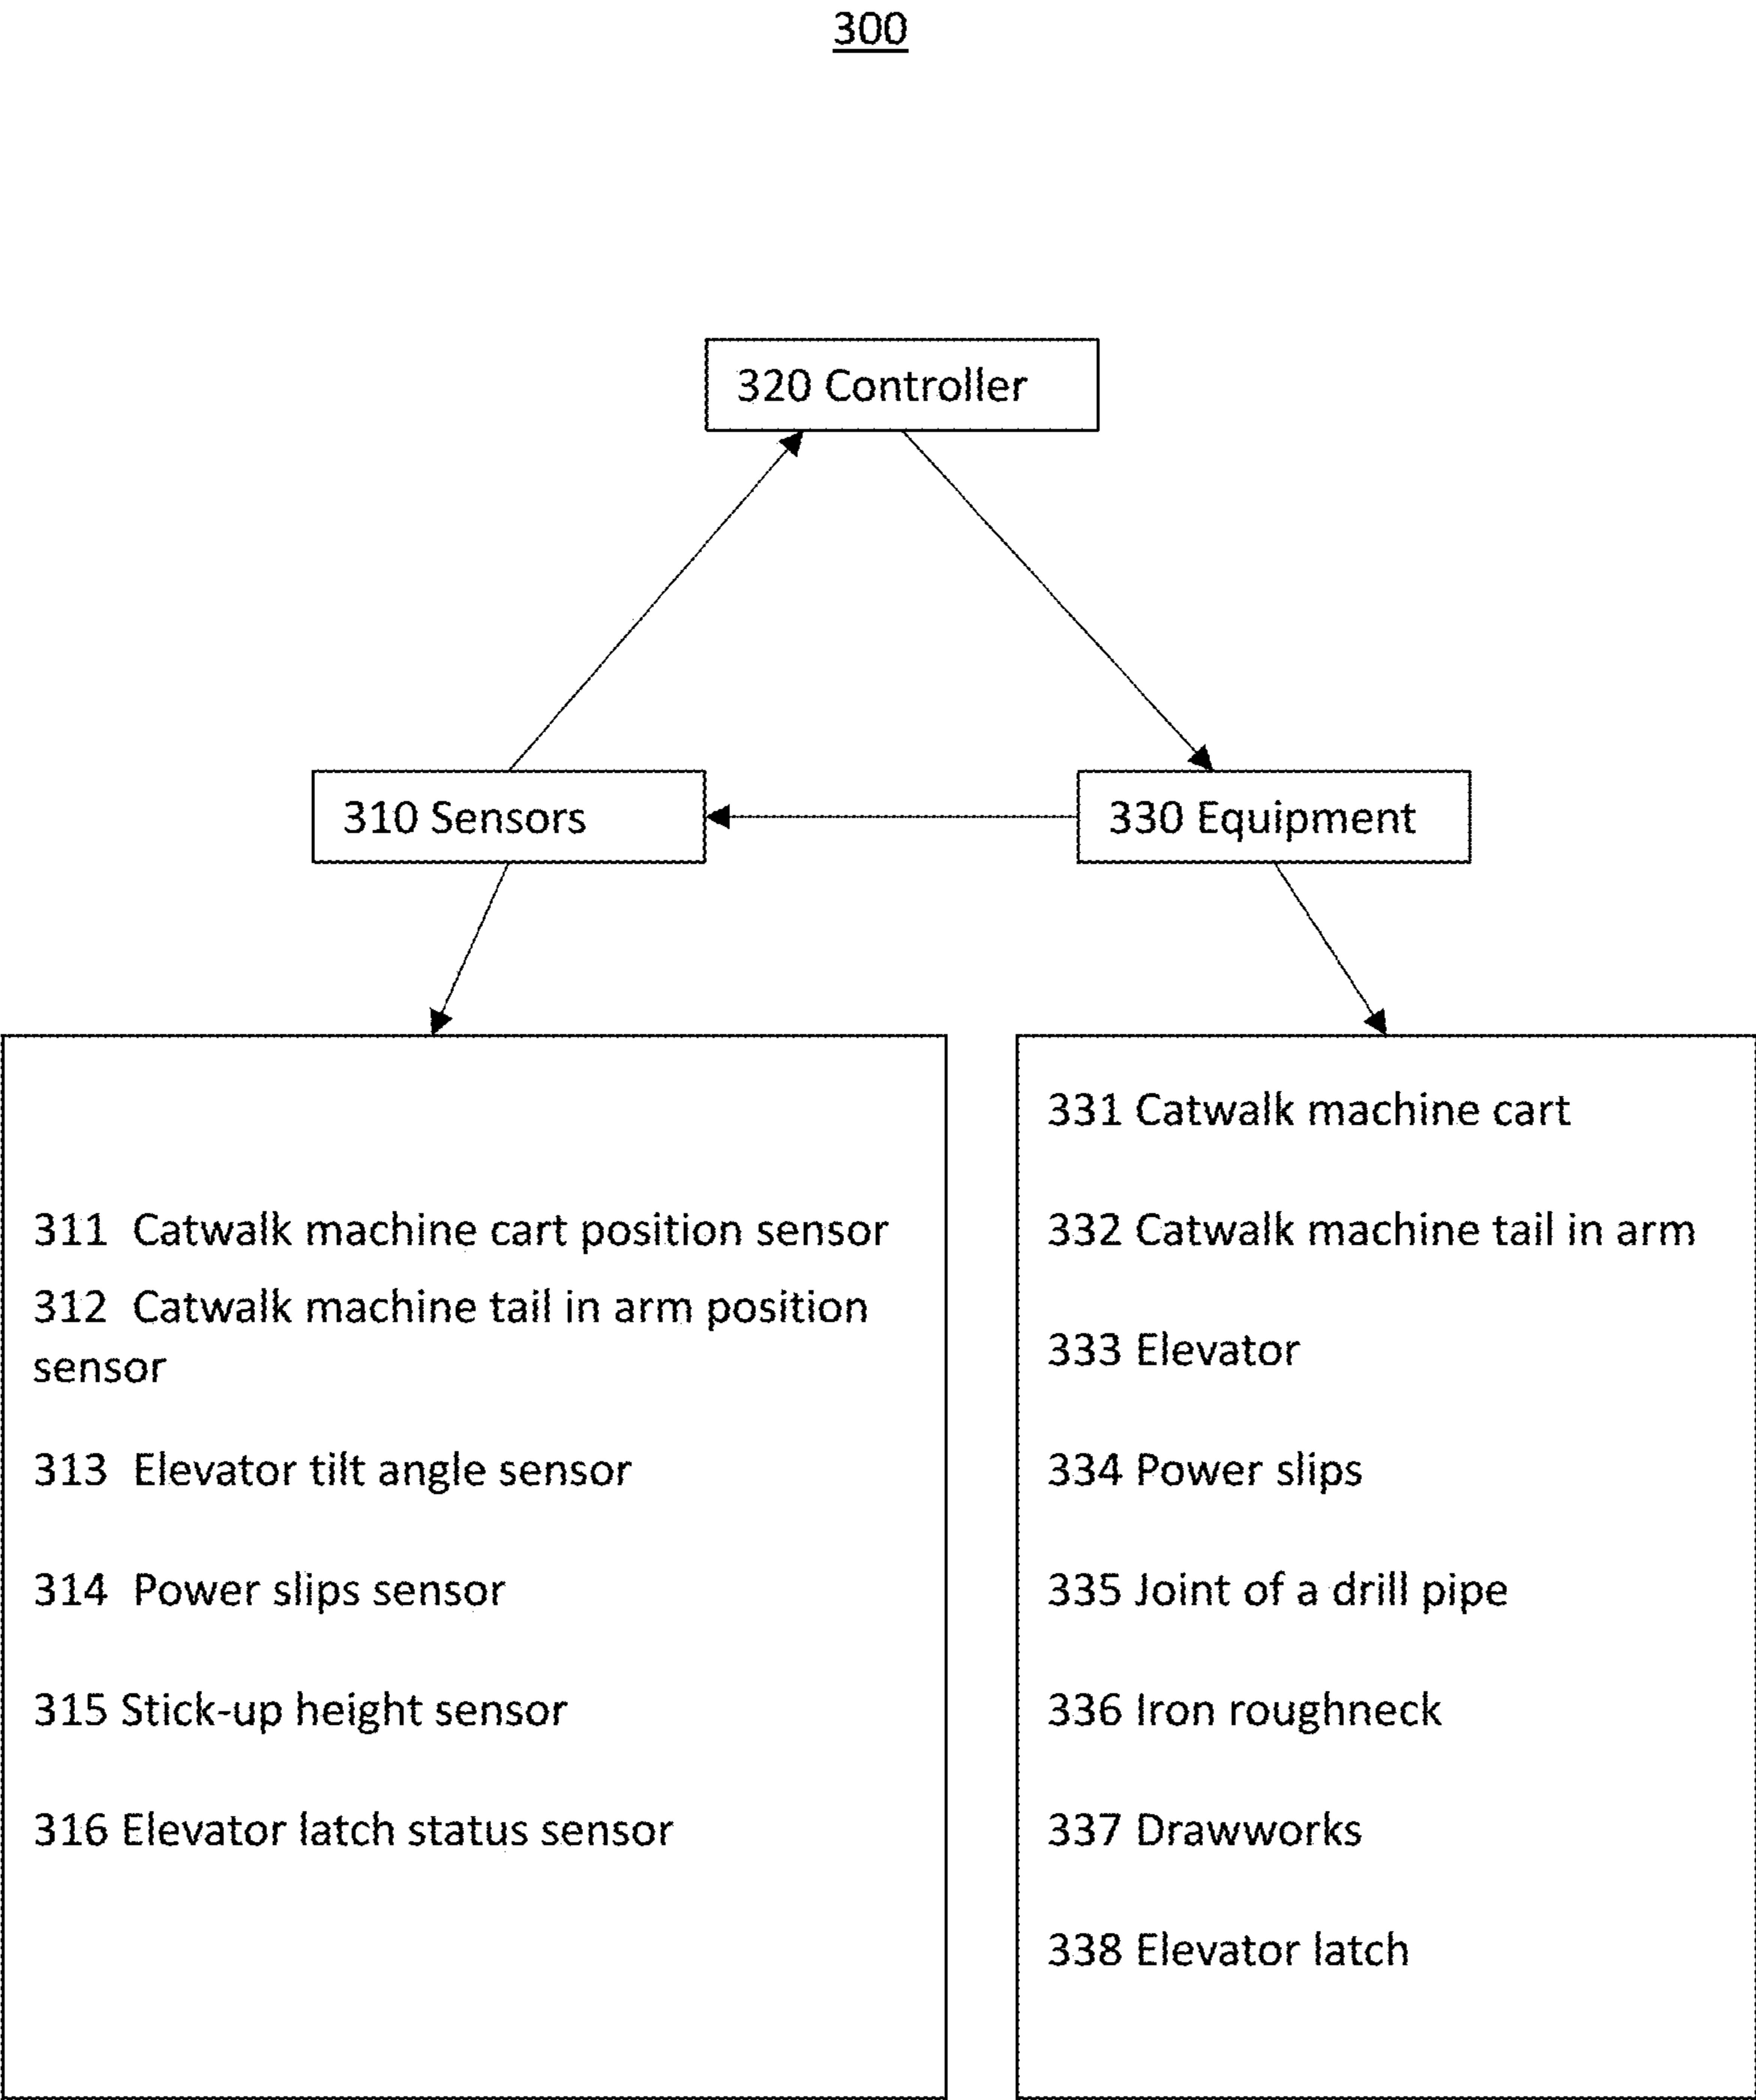 300
320 Controller
310 Sensors
330 Equipment
311 Catwalk machine cart position sensor
312 Catwalk machine tail in arm position
sensor
313 Elevator tilt angle sensor
314 Power slips sensor
315 Stick-up height sensor
316 Elevator latch status sensor
331 Catwalk machine cart
332 Catwalk machine tail in arm
333 Elevator
334 Power slips
335 Joint of a drill pipe
336 Iron roughneck
337 Drawworks
338 Elevator latch